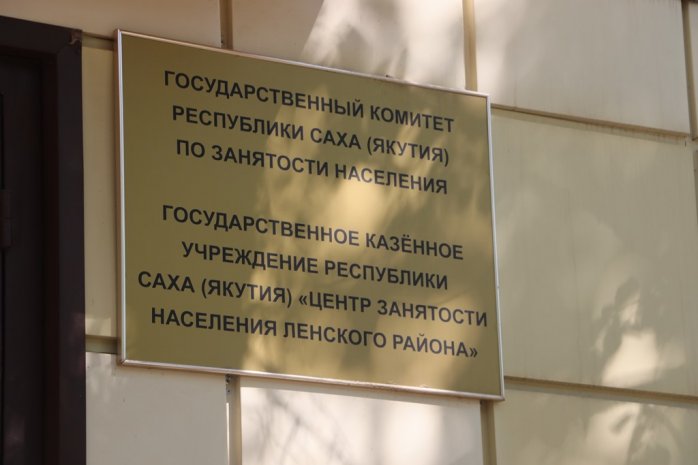 ГОСУДАРСТВЕННЫЙ КОМИТЕТ
РЕСПУБЛИКИ САХА (ЯКУТИЯ)
ПО ЗАНЯТОСТИ НАСЕЛЕНИЯ
ГОСУДАРСТВЕННОЕ КАЗЁННОЕ
УЧРЕЖДЕНИЕ РЕСПУБЛИКИ
САХА (ЯКУТИЯ) «ЦЕНТР ЗАНЯТОСТИ
НАСЕЛЕНИЯ ЛЕНСКОГО РАЙОНА»